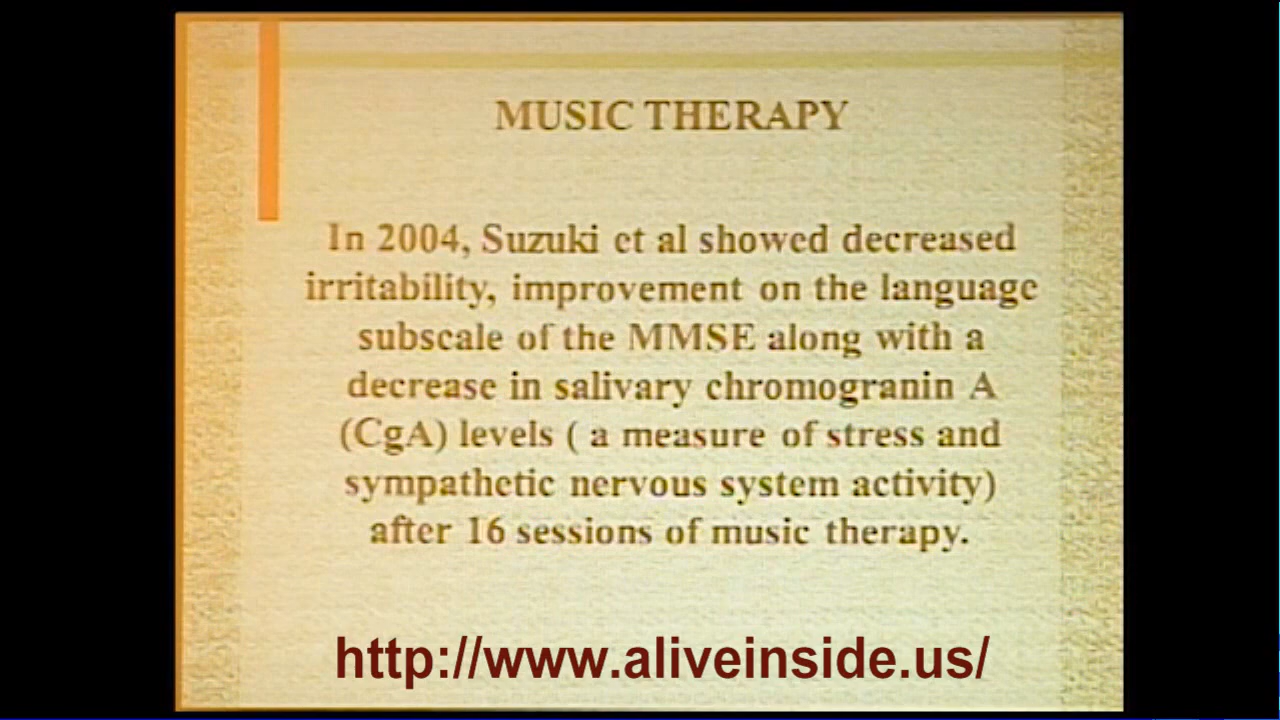 MUSIC THERAPY
In 2004, Suzuki et al showed decreased
irritability, improvement on the language
subscale of the MMSE along with a
decrease in salivary chromogranin A
(CgA) levels ( a measure of stress and
sympathetic nervous system activity)
after 16 sessions of music therapy.
http://www.aliveinside.us/